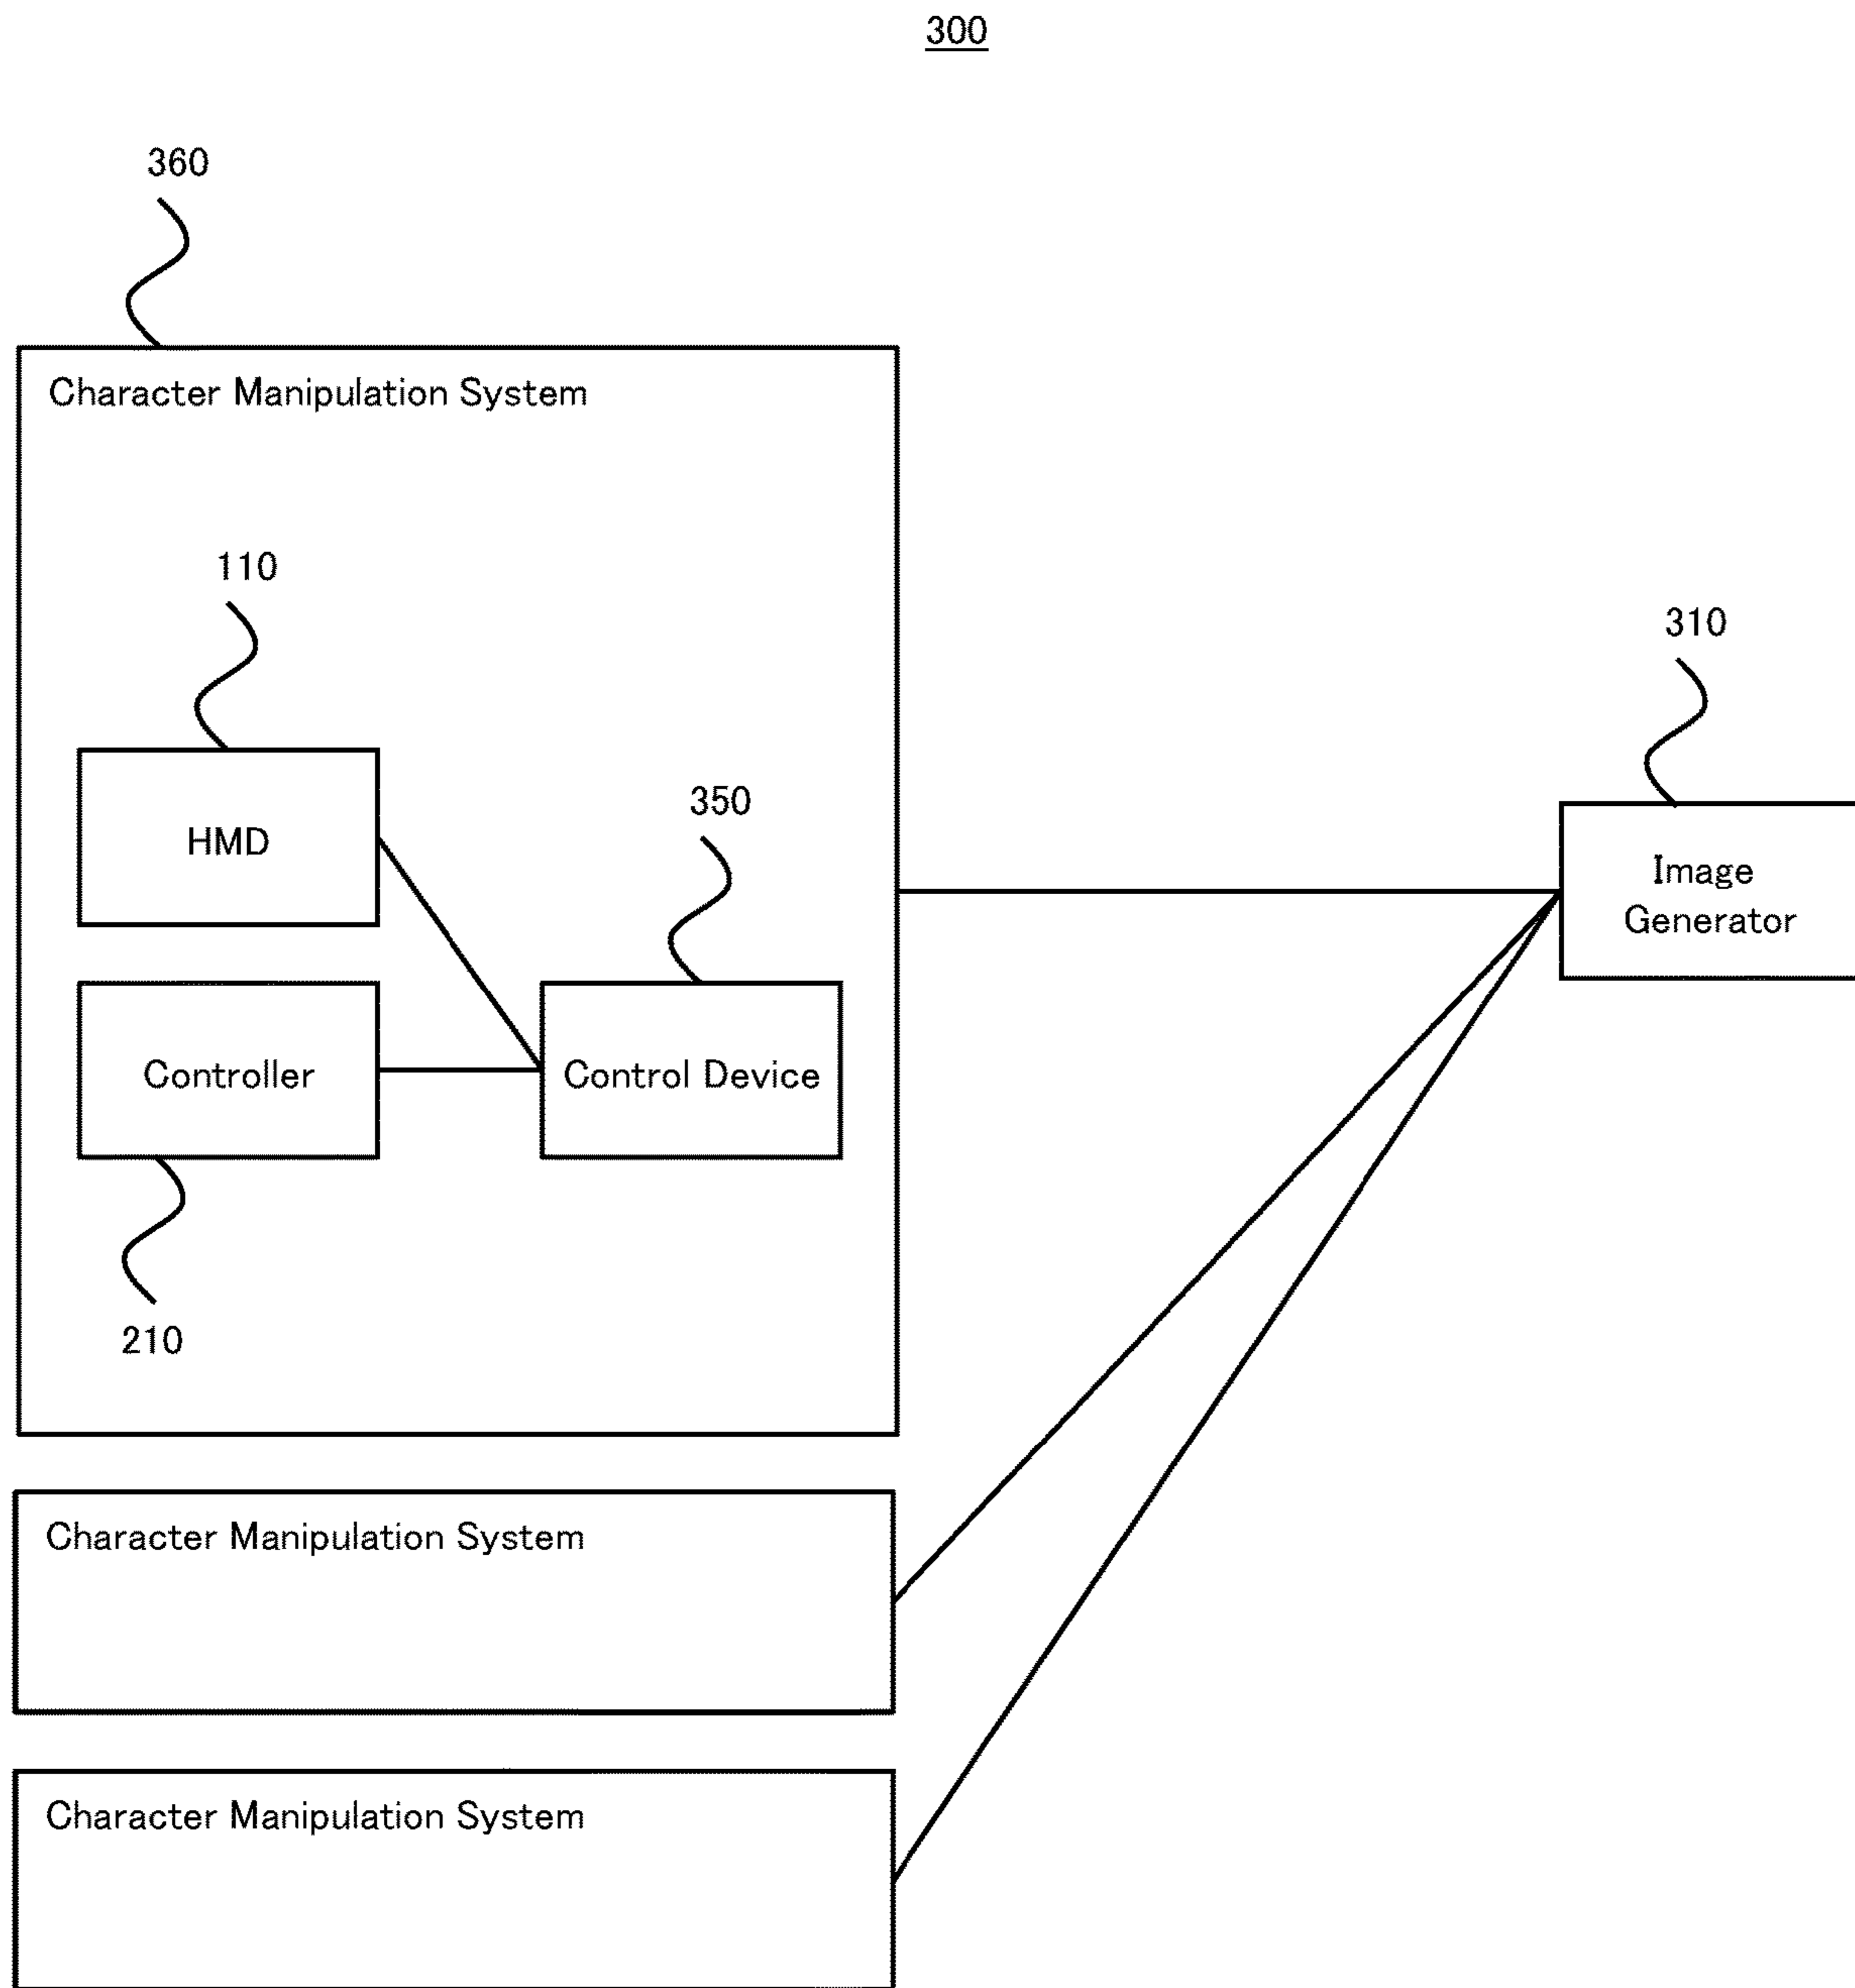 300
360
Character Manipulation System
110
310
HMD
350
Image
Generator
Controller
Control Device
210
Character Manipulation System
Character Manipulation System